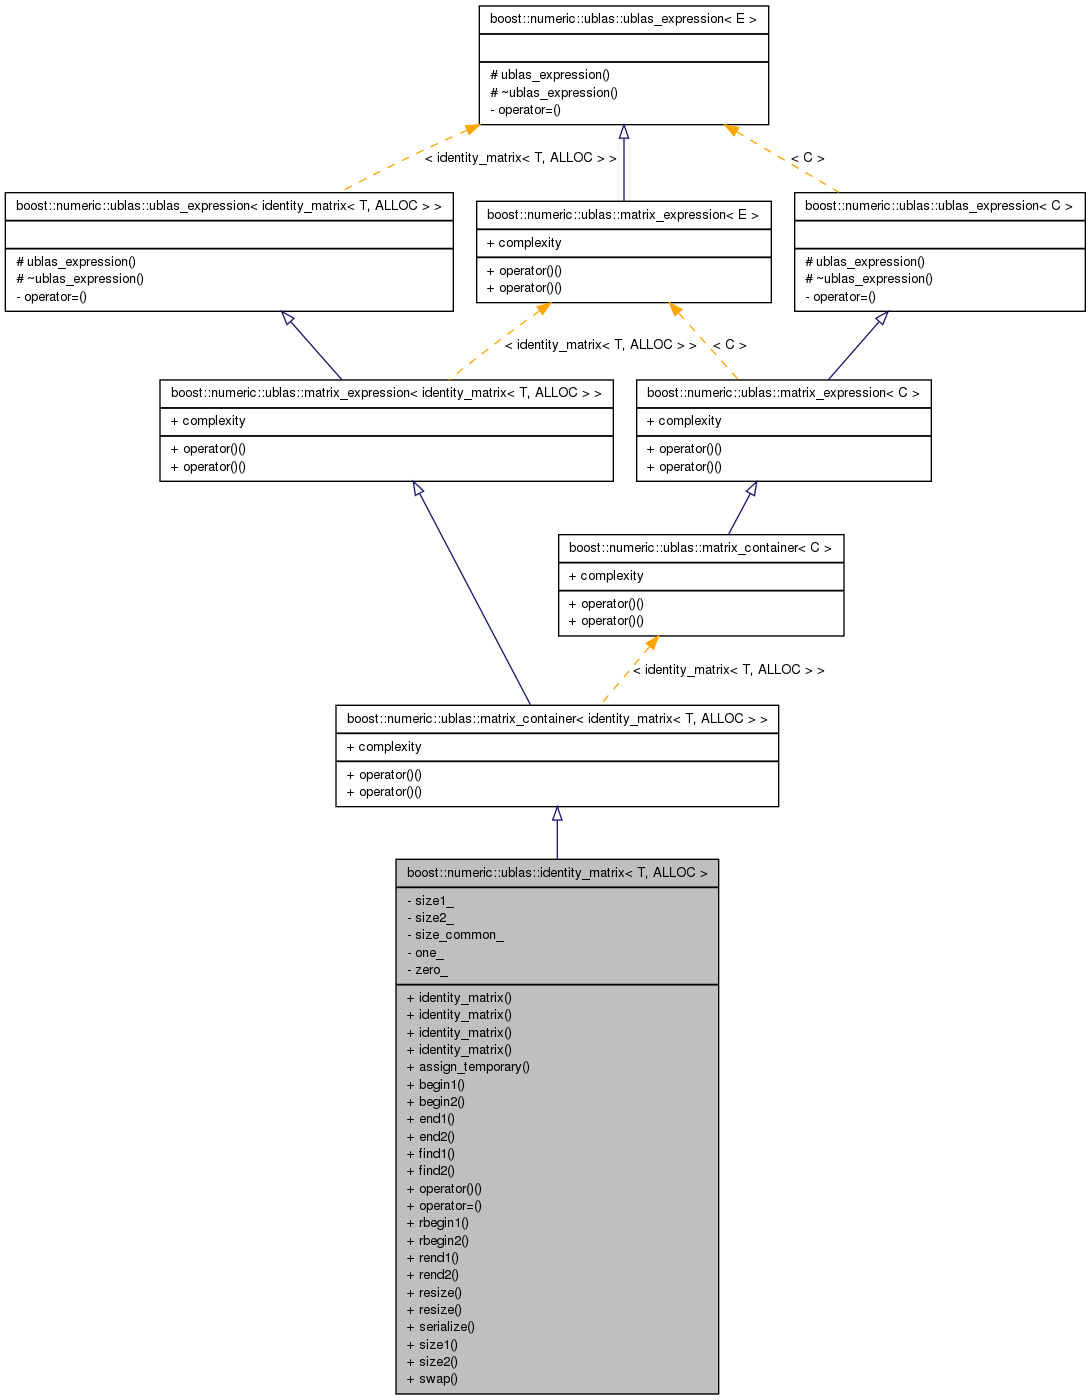 boost::numeric::ublas::ublas_expression< E >
# ublas_expression()
# ~ublas_expression()
- operator=()
< identity_matrix< T, ALLOC > >
< C >
boost::numeric::ublas::ublas_expression< identity_matrix< T, ALLOC > >
# ublas_expression()
# ~ublas_expression()
- operator=()
boost::numeric::ublas::matrix_expression< E >
+ complexity
+ operator()()
+ operator()()
boost::numeric::ublas::ublas_expression< C >
# ublas_expression()
# ~ublas_expression()
- operator=()
< identity_matrix< T, ALLOC > >
< C >
boost::numeric::ublas::matrix_expression< identity_matrix< T, ALLOC > >
+ complexity
+ operator()()
+ operator()()
boost::numeric::ublas::matrix_expression< C >
+ complexity
+ operator()()
+ operator()()
boost::numeric::ublas::matrix_container< C >
+ complexity
+ operator()()
+ operator()()
< identity_matrix< T, ALLOC > >
boost::numeric::ublas::matrix_container< identity_matrix< T, ALLOC > >
+ complexity
+ operator()()
+ operator()()
boost::numeric::ublas::identity_matrix< T, ALLOC >
- size1_
- size2_
- size_common_
- one_
- zero_
+ identity_matrix()
+ identity_matrix()
+ identity_matrix()
+ identity_matrix()
+ assign_temporary()
+ begin1()
+ begin2()
+ end1()
+ end2()
+ find1()
+ find2()
+ operator()()
+ operator=()
+ rbegin1()
+ rbegin2()
+ rend1()
+ rend2()
+ resize()
+ resize()
+ serialize()
+ size1()
+ size2()
+ swap()